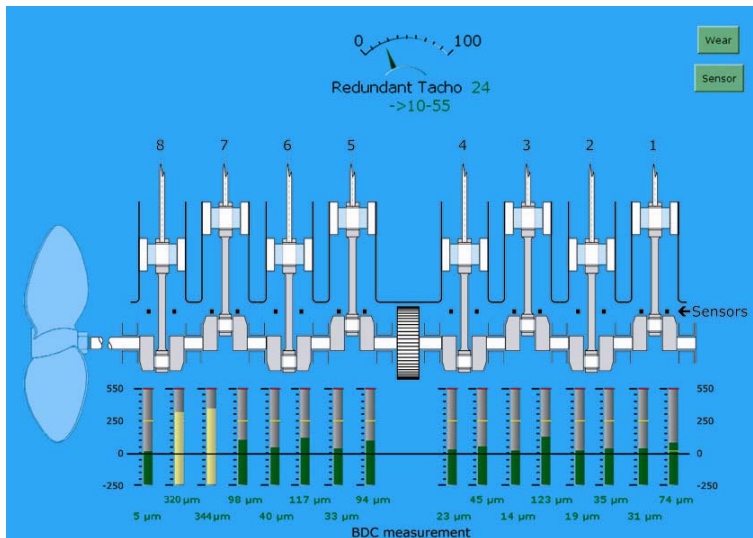 0 100
Wear
Sensor
Redundant Tacho 24
->10-55
8 7 6 5 4 3 2 1
Sensors
550 550
250 250
0 0
-250 -250
320 µm 98 µm 117 µm 94 µm 45 µm 123 µm 35 µm 74 µm
5 µm 344µm 40 µm 33 µm 23 µm 14 µm 19 µm 31 µm
BDC measurement